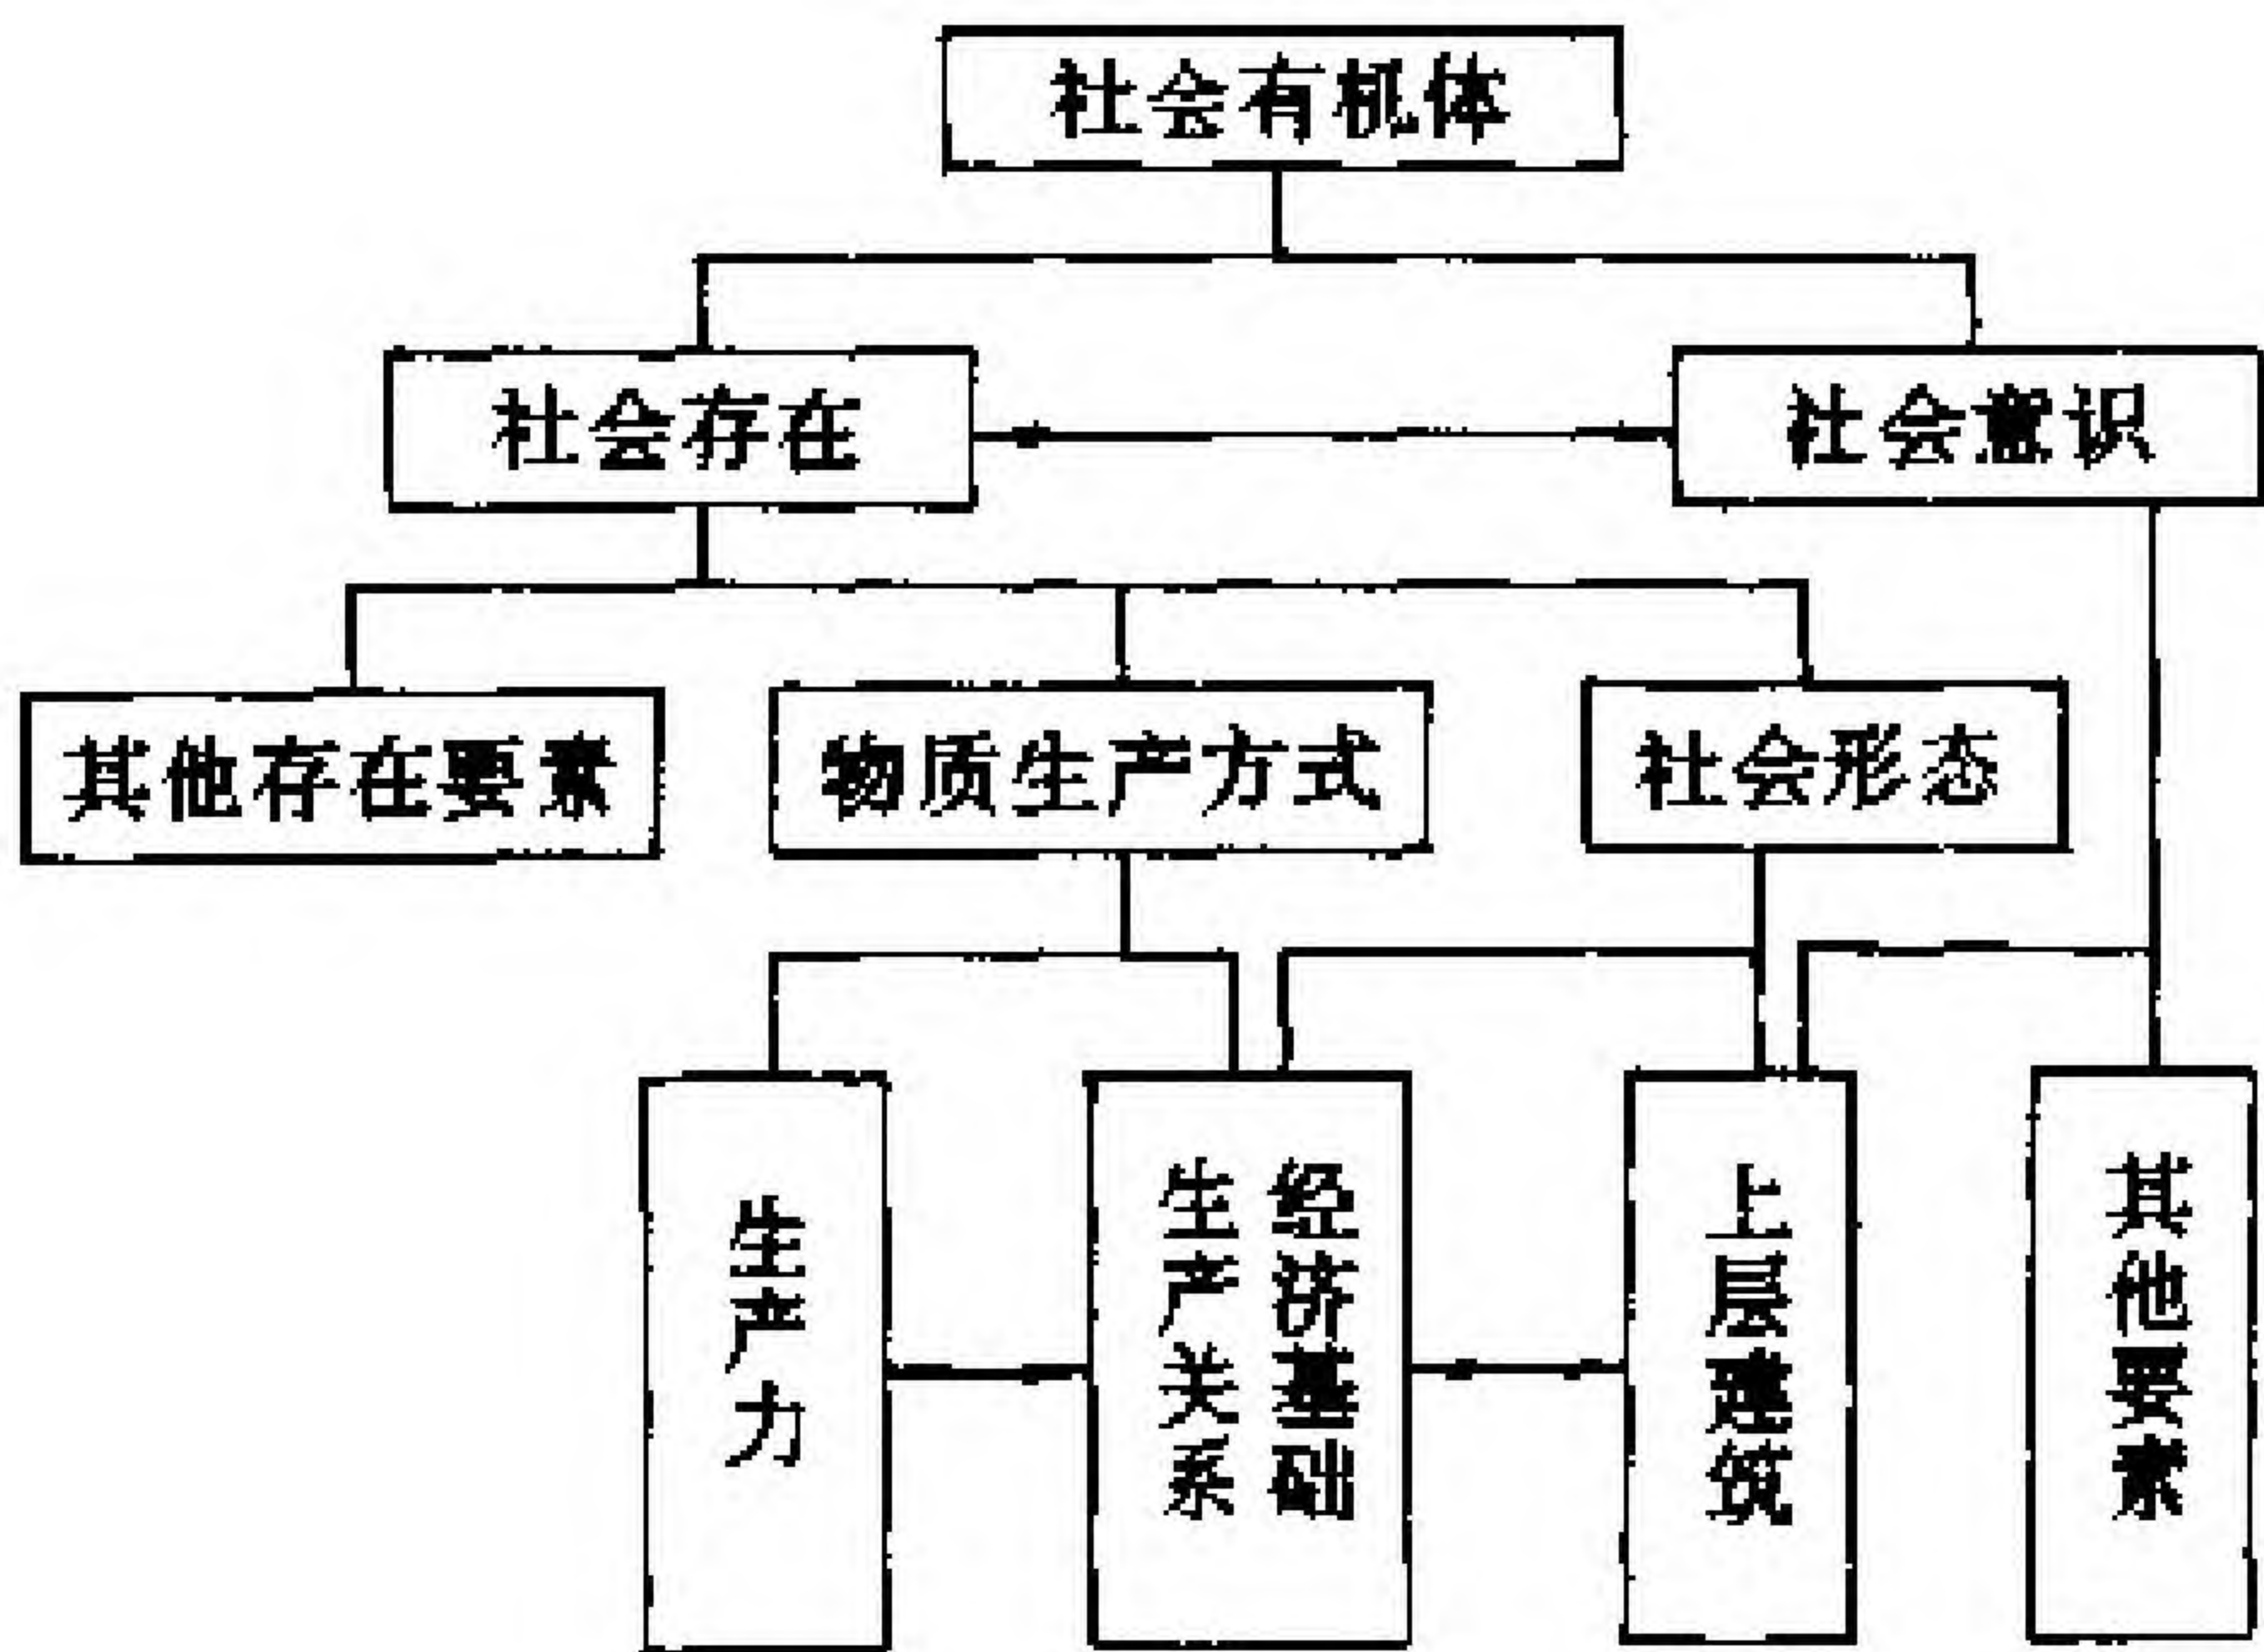 社会有机体
社会存在
社会意识
其他存在要素
物质生产方式
社会形态
生产力
生产关系
经济基础
上层建筑
其他要素